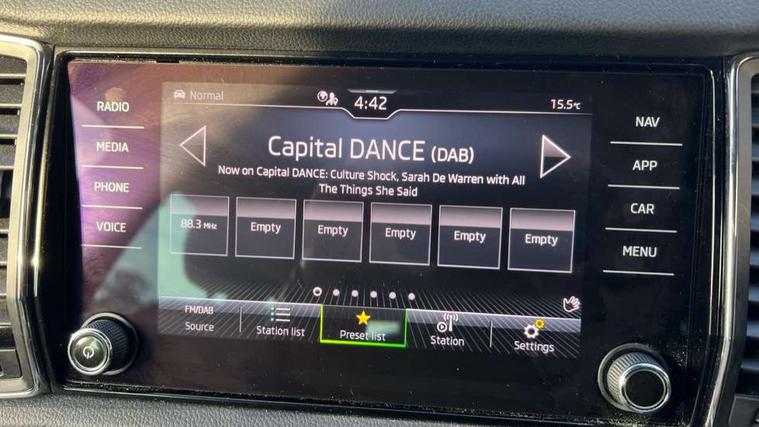 RADIO
MEDIA
PHONE
VOICE
Normal
4:42
15.5°C
Capital DANCE (DAB)
Now on Capital DANCE: Culture Shock, Sarah De Warren with All
The Things She Said
88.3 MHz
Empty
Empty
Empty
Empty
Empty
FM/DAB
Source
Station list
Preset list
Station
Settings
NAV
APP
CAR
MENU